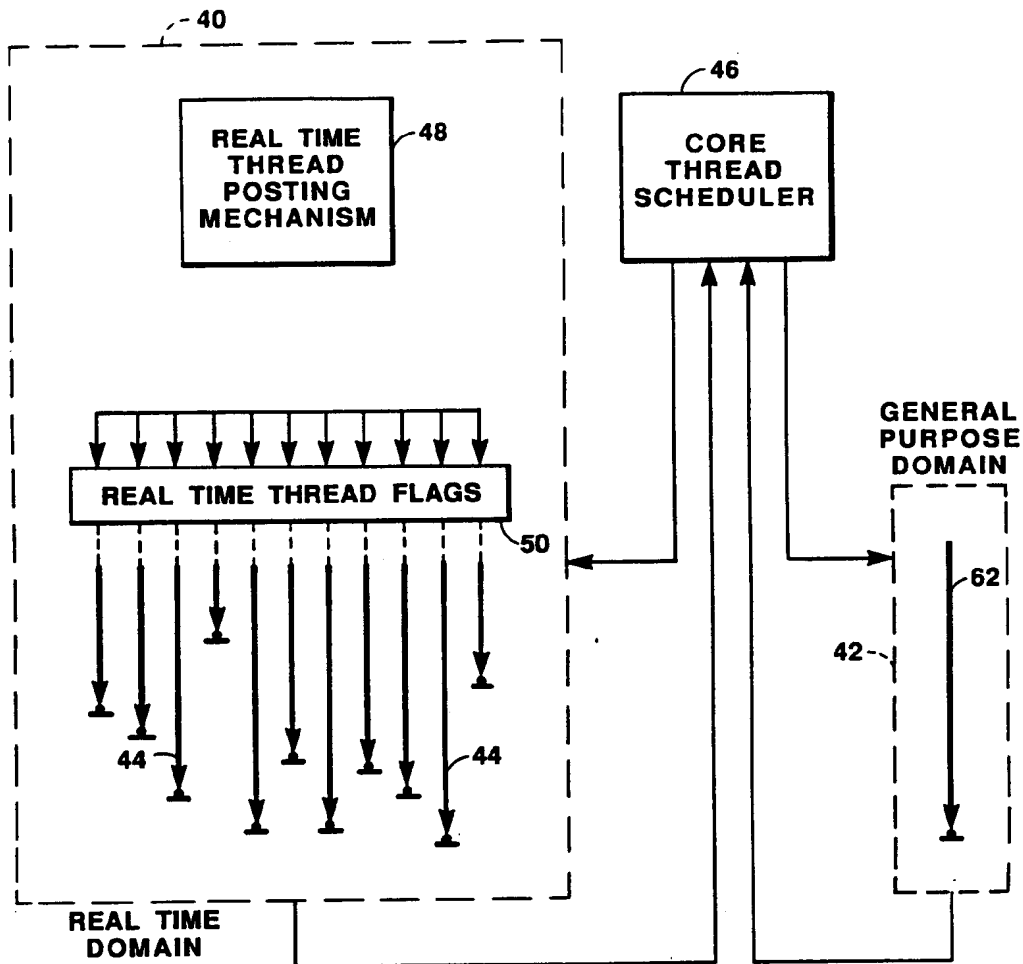 40
REAL TIME
THREAD
POSTING
MECHANISM
48
46
CORE
THREAD
SCHEDULER
REAL TIME THREAD FLAGS
50
44
44
GENERAL
PURPOSE
DOMAIN
62
42
REAL TIME
DOMAIN